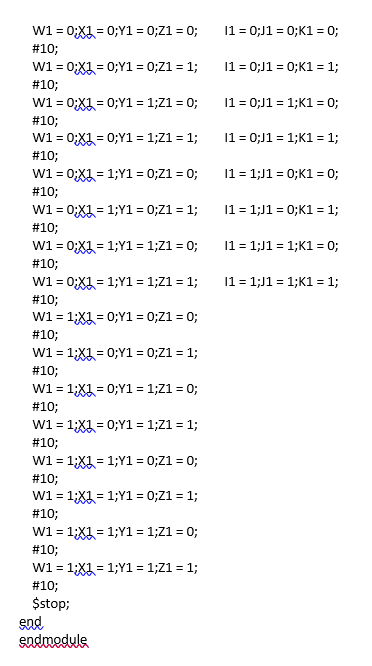 W1 = 0;X1 = 0;Y1 = 0;Z1 = 0; I1 = 0;J1 = 0;K1 = 0;
#10;
W1 = 0;X1 = 0;Y1 = 0;Z1 = 1; I1 = 0;J1 = 0;K1 = 1;
#10;
W1 = 0;X1 = 0;Y1 = 1;Z1 = 0; I1 = 0;J1 = 1;K1 = 0;
#10;
W1 = 0;X1 = 0;Y1 = 1;Z1 = 1; I1 = 0;J1 = 1;K1 = 1;
#10;
W1 = 0;X1 = 1;Y1 = 0;Z1 = 0; I1 = 1;J1 = 0;K1 = 0;
#10;
W1 = 0;X1 = 1;Y1 = 0;Z1 = 1; I1 = 1;J1 = 0;K1 = 1;
#10;
W1 = 0;X1 = 1;Y1 = 1;Z1 = 0; I1 = 1;J1 = 1;K1 = 0;
#10;
W1 = 0;X1 = 1;Y1 = 1;Z1 = 1; I1 = 1;J1 = 1;K1 = 1;
#10;
W1 = 1;X1 = 0;Y1 = 0;Z1 = 0;
#10;
W1 = 1;X1 = 0;Y1 = 0;Z1 = 1;
#10;
W1 = 1;X1 = 0;Y1 = 1;Z1 = 0;
#10;
W1 = 1;X1 = 0;Y1 = 1;Z1 = 1;
#10;
W1 = 1;X1 = 1;Y1 = 0;Z1 = 0;
#10;
W1 = 1;X1 = 1;Y1 = 0;Z1 = 1;
#10;
W1 = 1;X1 = 1;Y1 = 1;Z1 = 0;
#10;
W1 = 1;X1 = 1;Y1 = 1;Z1 = 1;
#10;
$stop;
end
endmodule